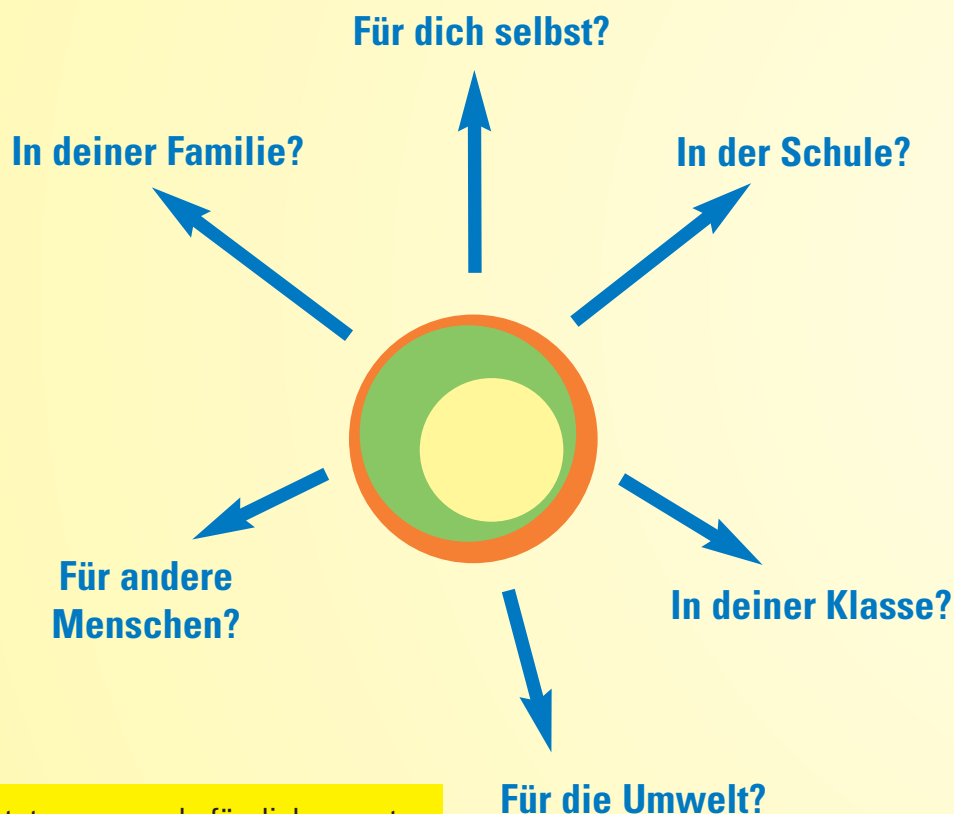 Für dich selbst?
In deiner Familie?
In der Schule?
Für andere
Menschen?
In deiner Klasse?
Für die Umwelt?